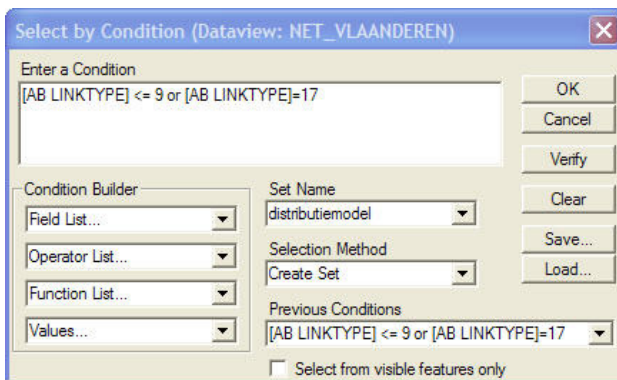 Select by Condition (Dataview: NET_VLAANDEREN)
Enter a Condition
[AB LINKTYPE] <= 9 or [AB LINKTYPE]=17
OK
Cancel
Verify
Clear
Save...
Load...
Condition Builder
Field List...
Operator List...
Function List...
Values...
Set Name
distributiemodel
Selection Method
Create Set
Previous Conditions
[AB LINKTYPE] <= 9 or [AB LINKTYPE]=17
Select from visible features only